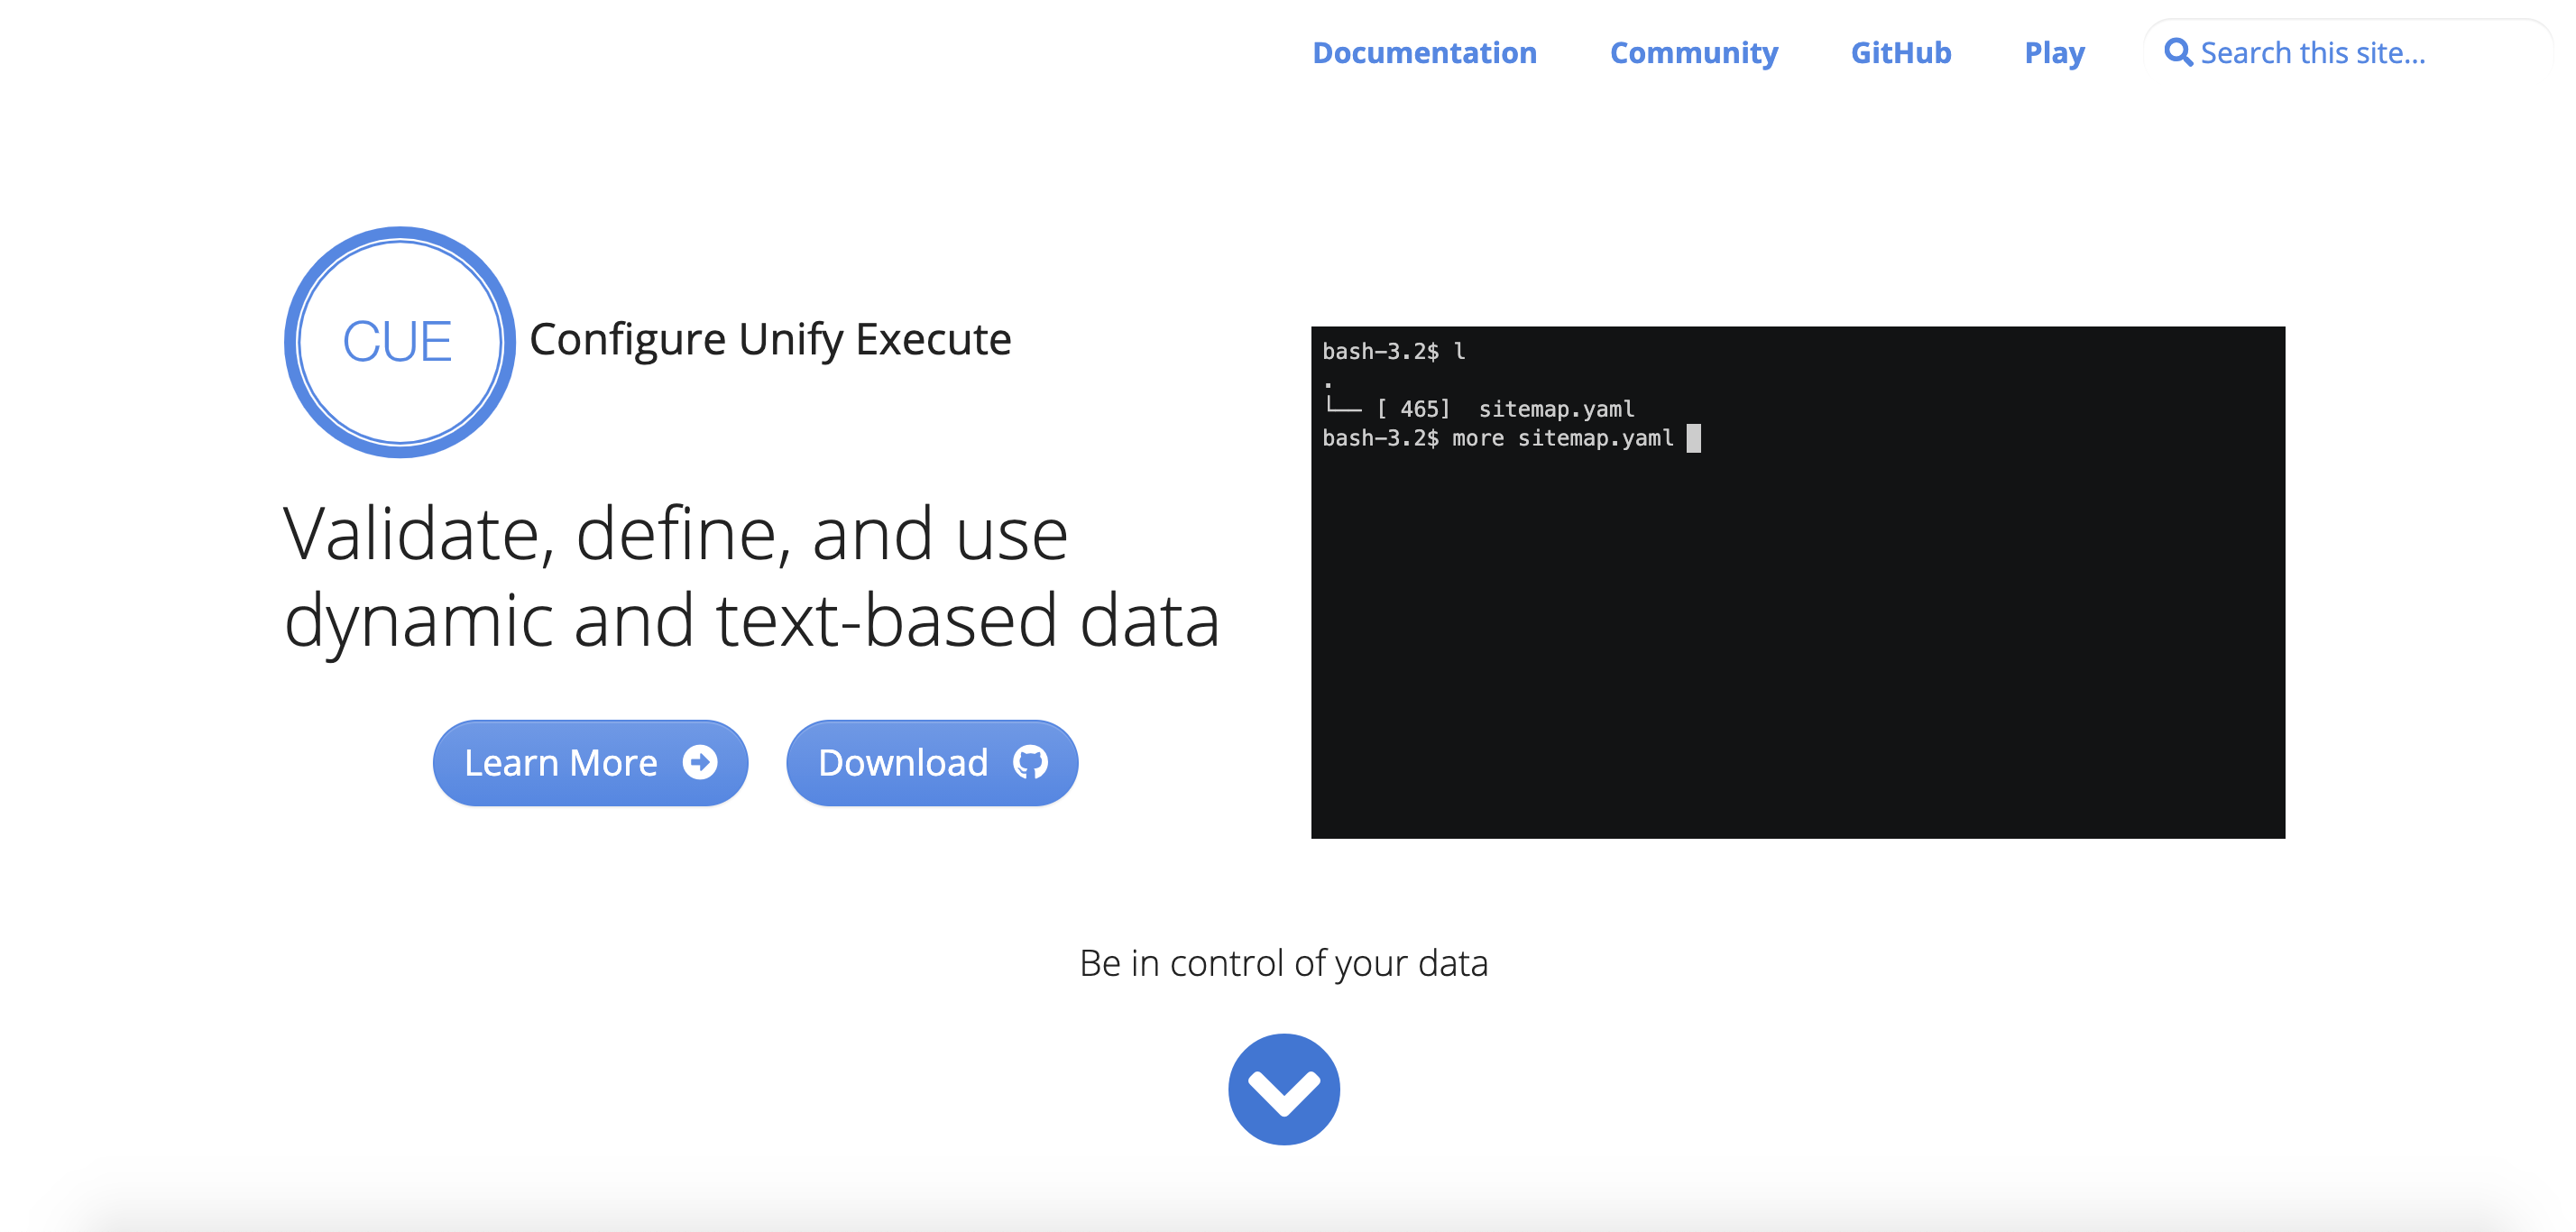 Documentation Community GitHub Play Search this site...
CUE Configure Unify Execute
Validate, define, and use
dynamic and text-based data
Learn More Download
bash-3.2$ l
.
└── [ 465]  sitemap.yaml
bash-3.2$ more sitemap.yaml
Be in control of your data